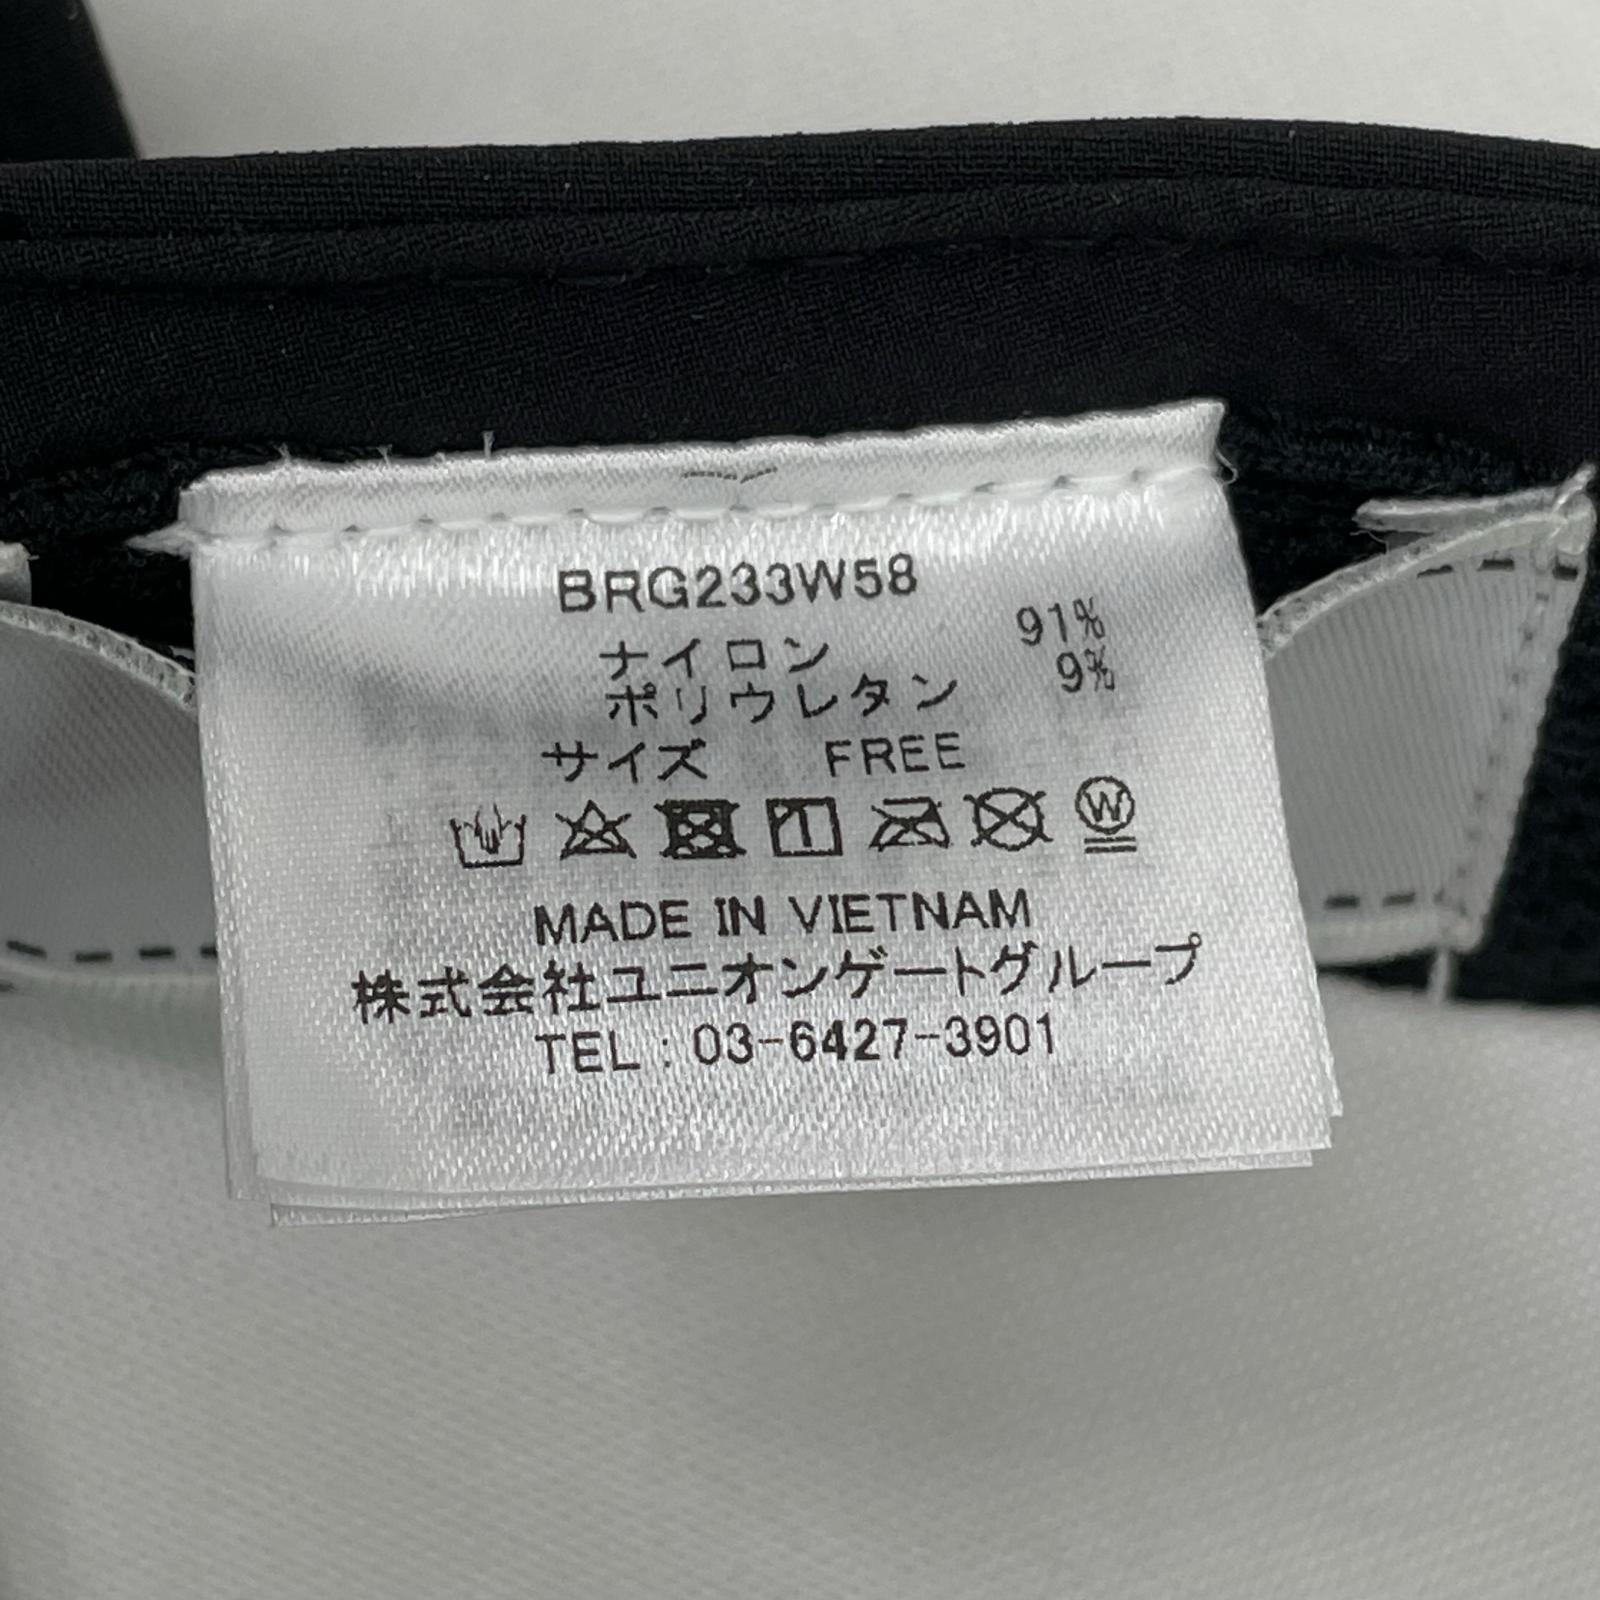 BRG233W58
ナイロン 91%
ポリウレタン 9%
サイズ FREE
W
MADE IN VIETNAM
株式会社ユニオンゲートグループ
TEL : 03-6427-3901